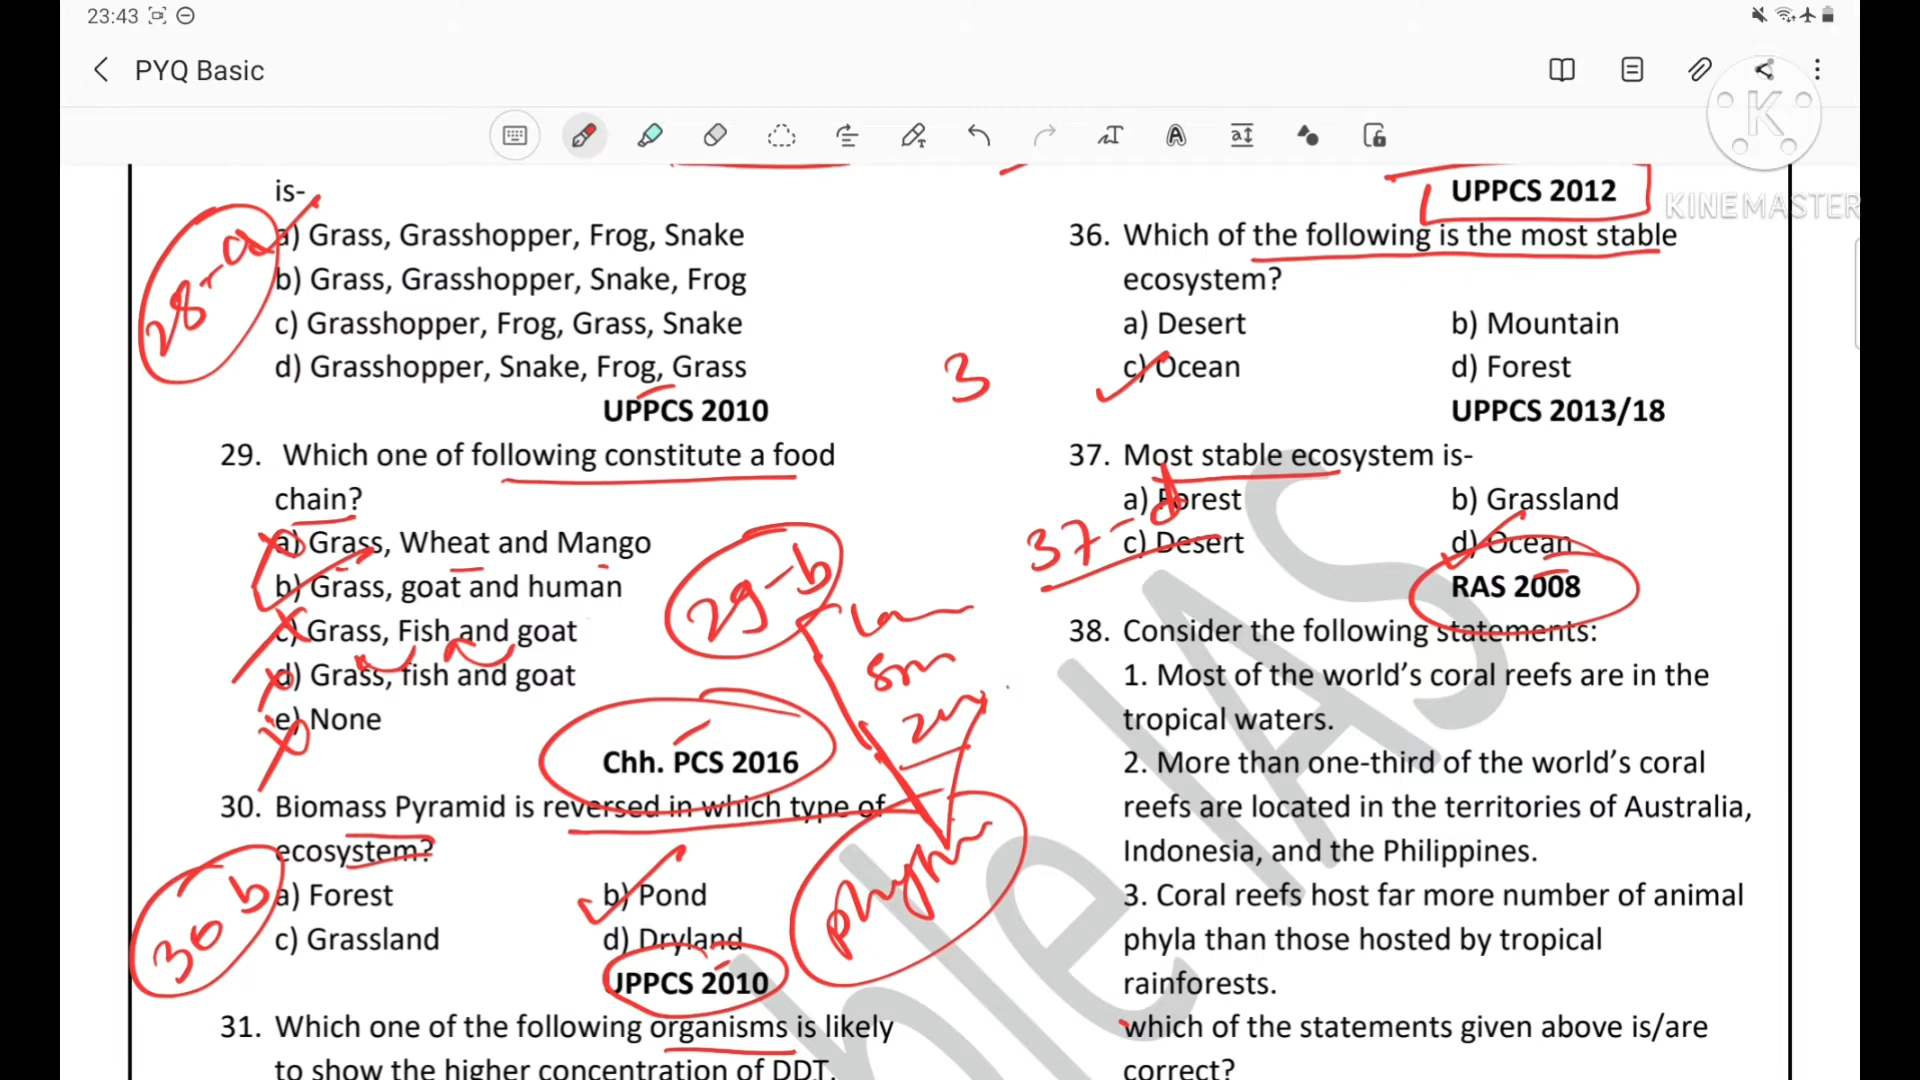 23:43
PYQ Basic
KINEMASTER
is-
a) Grass, Grasshopper, Frog, Snake
b) Grass, Grasshopper, Snake, Frog
c) Grasshopper, Frog, Grass, Snake
d) Grasshopper, Snake, Frog, Grass
UPPCS 2010
28-a
29. Which one of following constitute a food
chain?
a) Grass, Wheat and Mango
b) Grass, goat and human
c) Grass, Fish and goat
d) Grass, fish and goat
e) None
Chh. PCS 2016
29-b
30. Biomass Pyramid is reversed in which type of
ecosystem?
a) Forest b) Pond
c) Grassland d) Dryland
UPPCS 2010
30 b
31. Which one of the following organisms is likely
to show the higher concentration of DDT,
3
UPPCS 2012
36. Which of the following is the most stable
ecosystem?
a) Desert b) Mountain
c) Ocean d) Forest
UPPCS 2013/18
37. Most stable ecosystem is-
a) Forest b) Grassland
c) Desert d) Ocean
RAS 2008
37-d
38. Consider the following statements:
1. Most of the world’s coral reefs are in the
tropical waters.
2. More than one-third of the world’s coral
reefs are located in the territories of Australia,
Indonesia, and the Philippines.
3. Coral reefs host far more number of animal
phyla than those hosted by tropical
rainforests.
which of the statements given above is/are
correct?